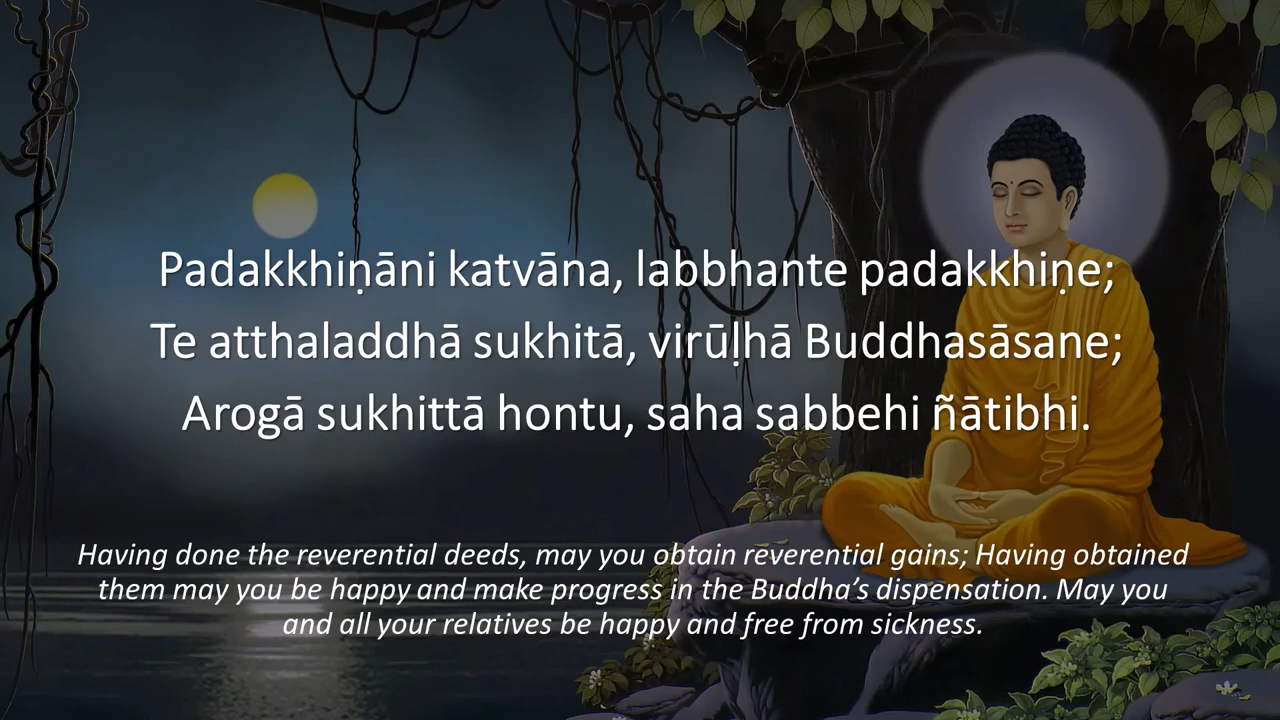 Padakkhiṇāni katvāna, labbhante padakkhiṇe;
Te atthaladdhā sukhitā, virūḷhā Buddhasāsane;
Arogā sukhittā hontu, saha sabbehi ñātibhi.
Having done the reverential deeds, may you obtain reverential gains; Having obtained
them may you be happy and make progress in the Buddha’s dispensation. May you
and all your relatives be happy and free from sickness.